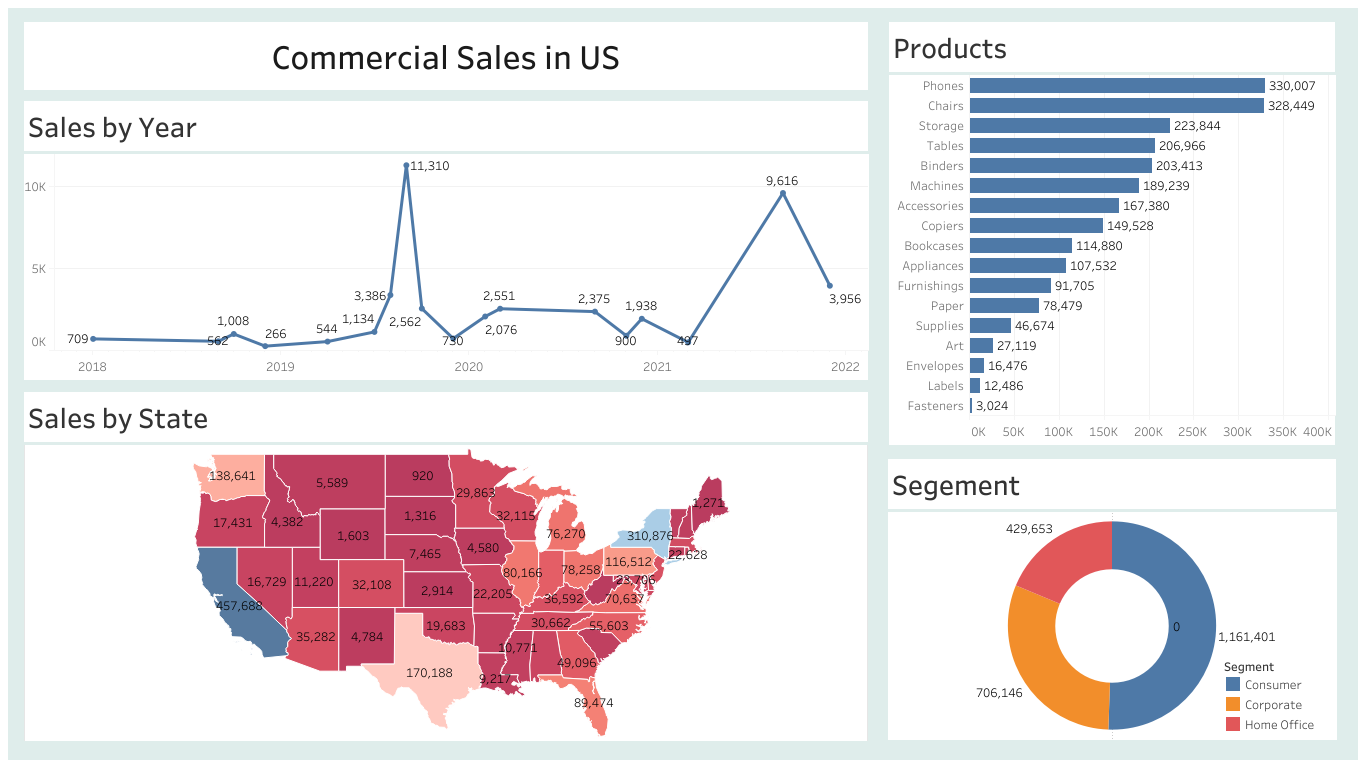 Commercial Sales in US
Sales by Year
10K
5K
0K
709
562
1,008
266
544
1,134
3,386
11,310
2,562
730
2,076
2,551
2,375
900
1,938
497
9,616
3,956
2018
2019
2020
2021
2022
Sales by State
138,641
5,589
920
29,863
1,271
17,431
4,382
1,316
32,115
1,603
76,270
310,876
7,465
4,580
22,628
116,512
16,729
11,220
32,108
2,914
80,166
78,258
23,706
457,688
22,205
36,592
70,637
35,282
4,784
19,683
30,662
55,603
10,771
49,096
170,188
9,217
89,474
Products
Phones 330,007
Chairs 328,449
Storage 223,844
Tables 206,966
Binders 203,413
Machines 189,239
Accessories 167,380
Copiers 149,528
Bookcases 114,880
Appliances 107,532
Furnishings 91,705
Paper 78,479
Supplies 46,674
Art 27,119
Envelopes 16,476
Labels 12,486
Fasteners 3,024
0K 50K 100K 150K 200K 250K 300K 350K 400K
Segement
429,653
0
1,161,401
706,146
Segment
Consumer
Corporate
Home Office